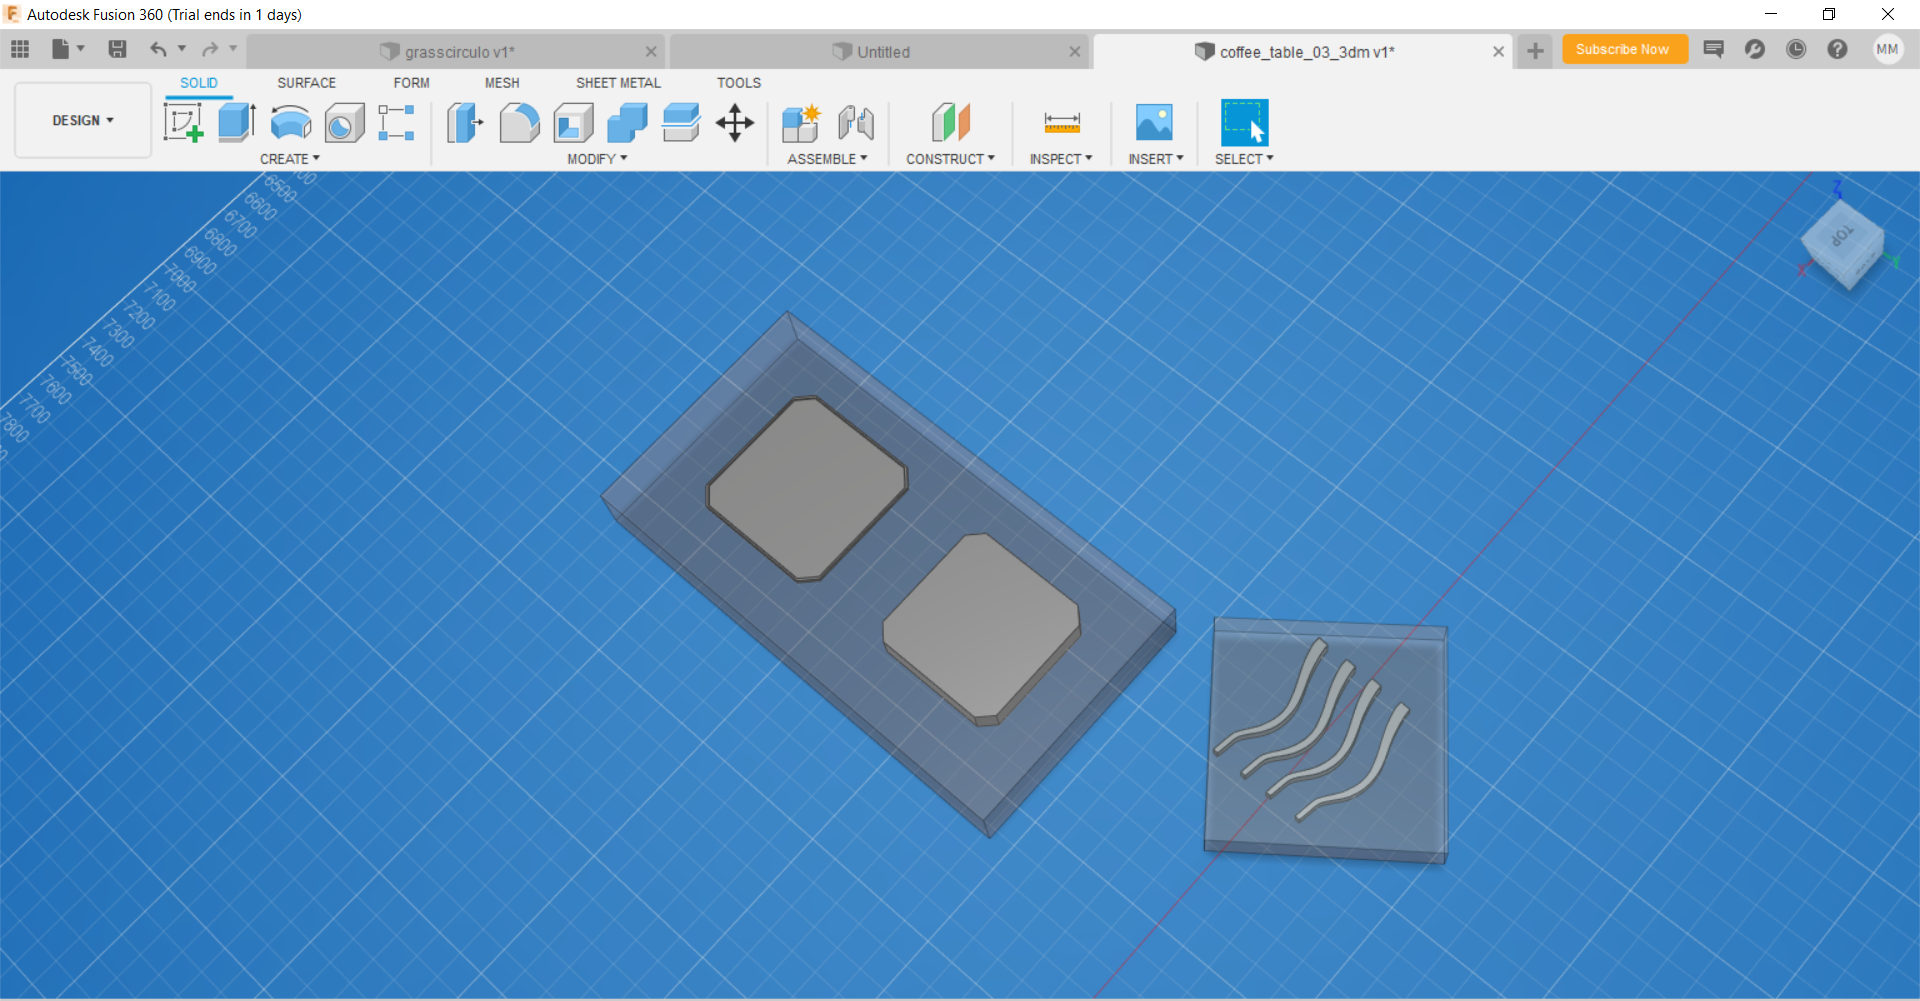 Autodesk Fusion 360 (Trial ends in 1 days)
grasscirculo v1*
Untitled
coffee_table_03_3dm v1*
Subscribe Now
MM
SOLID
SURFACE
FORM
MESH
SHEET METAL
TOOLS
DESIGN
CREATE
MODIFY
ASSEMBLE
CONSTRUCT
INSPECT
INSERT
SELECT
6500
6600
6700
6800
6900
7000
7100
7200
7300
7400
7500
7600
7700
7800
Z
TOP
X
Y